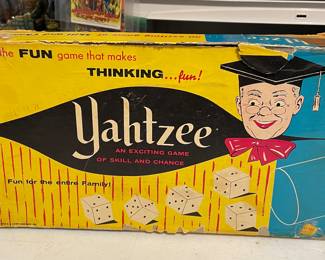 the FUN game that makes
THINKING...fun!
Yahtzee
AN EXCITING GAME
OF SKILL AND CHANCE
Fun for the entire Family!